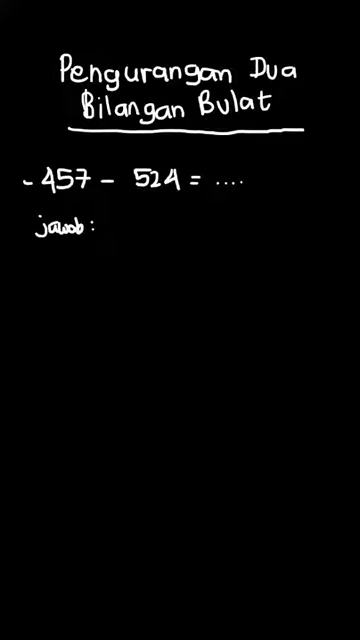 Pengurangan Dua
Bilangan Bulat
- 457 - 524 = ....
jawab :